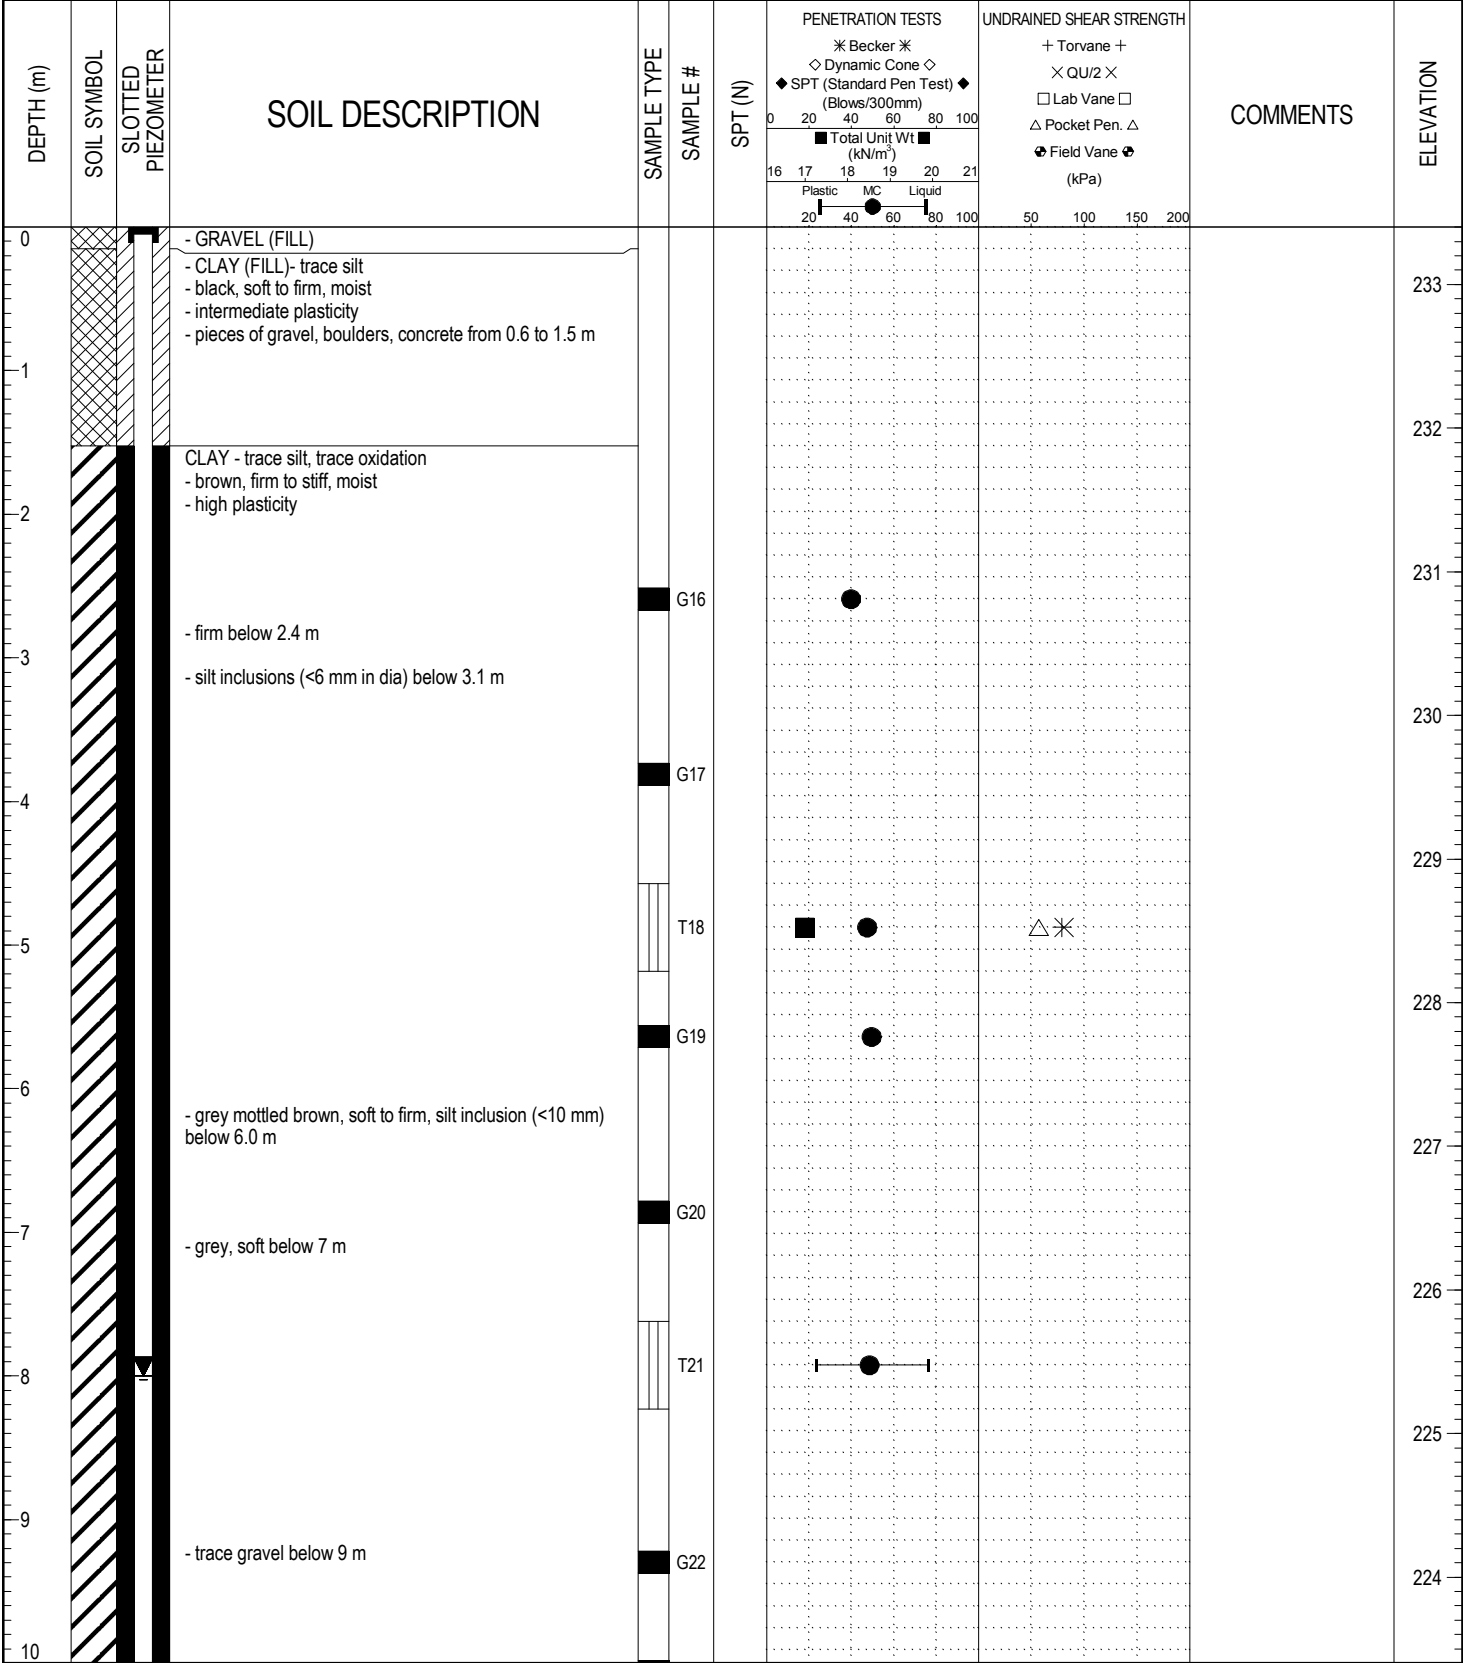 DEPTH (m)
SOIL SYMBOL
SLOTTED
PIEZOMETER
SOIL DESCRIPTION
SAMPLE TYPE
SAMPLE #
SPT (N)
PENETRATION TESTS
✳ Becker ✳
◇ Dynamic Cone ◇
◆ SPT (Standard Pen Test) ◆
(Blows/300mm)
0 20 40 60 80 100
■ Total Unit Wt ■
(kN/m³)
16 17 18 19 20 21
Plastic MC Liquid
20 40 60 80 100
UNDRAINED SHEAR STRENGTH
+ Torvane +
✕ QU/2 ✕
□ Lab Vane □
△ Pocket Pen. △
Field Vane
(kPa)
50 100 150 200
COMMENTS
ELEVATION
0
- GRAVEL (FILL)
- CLAY (FILL)- trace silt
- black, soft to firm, moist
233
- intermediate plasticity
- pieces of gravel, boulders, concrete from 0.6 to 1.5 m
1
232
CLAY - trace silt, trace oxidation
- brown, firm to stiff, moist
- high plasticity
2
231
G16
- firm below 2.4 m
3
- silt inclusions (<6 mm in dia) below 3.1 m
230
G17
4
229
T18
5
228
G19
6
- grey mottled brown, soft to firm, silt inclusion (<10 mm)
below 6.0 m
227
G20
7
- grey, soft below 7 m
226
T21
8
225
9
- trace gravel below 9 m
G22
224
10